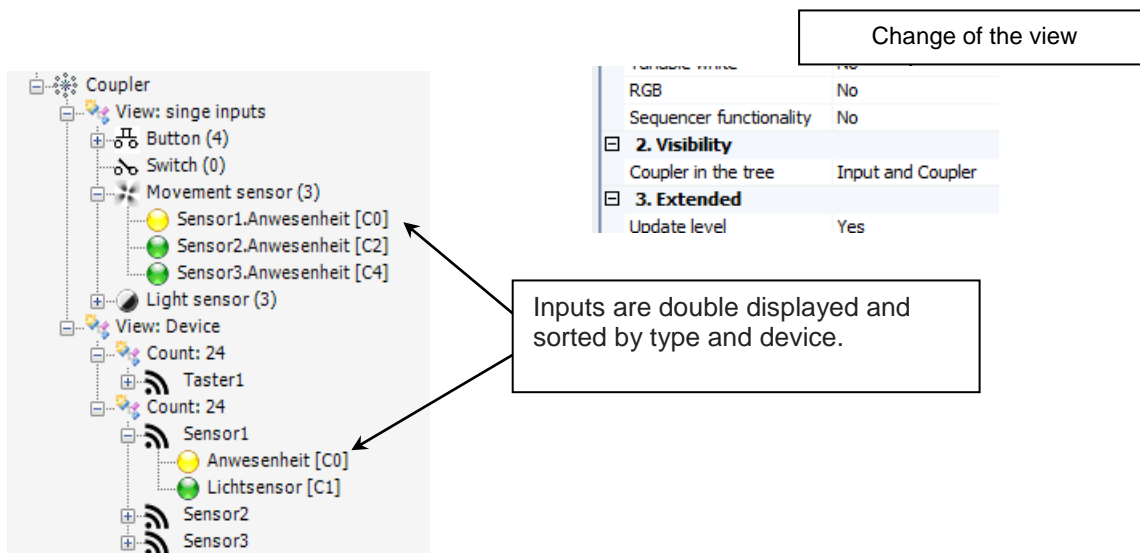 Change of the view
Coupler
View: singe inputs
Button (4)
Switch (0)
Movement sensor (3)
Sensor1.Anwesenheit [C0]
Sensor2.Anwesenheit [C2]
Sensor3.Anwesenheit [C4]
Light sensor (3)
View: Device
Count: 24
Taster1
Count: 24
Sensor1
Anwesenheit [C0]
Lichtsensor [C1]
Sensor2
Sensor3
RGB No
Sequencer functionality No
2. Visibility
Coupler in the tree Input and Coupler
3. Extended
Update level Yes
Inputs are double displayed and
sorted by type and device.